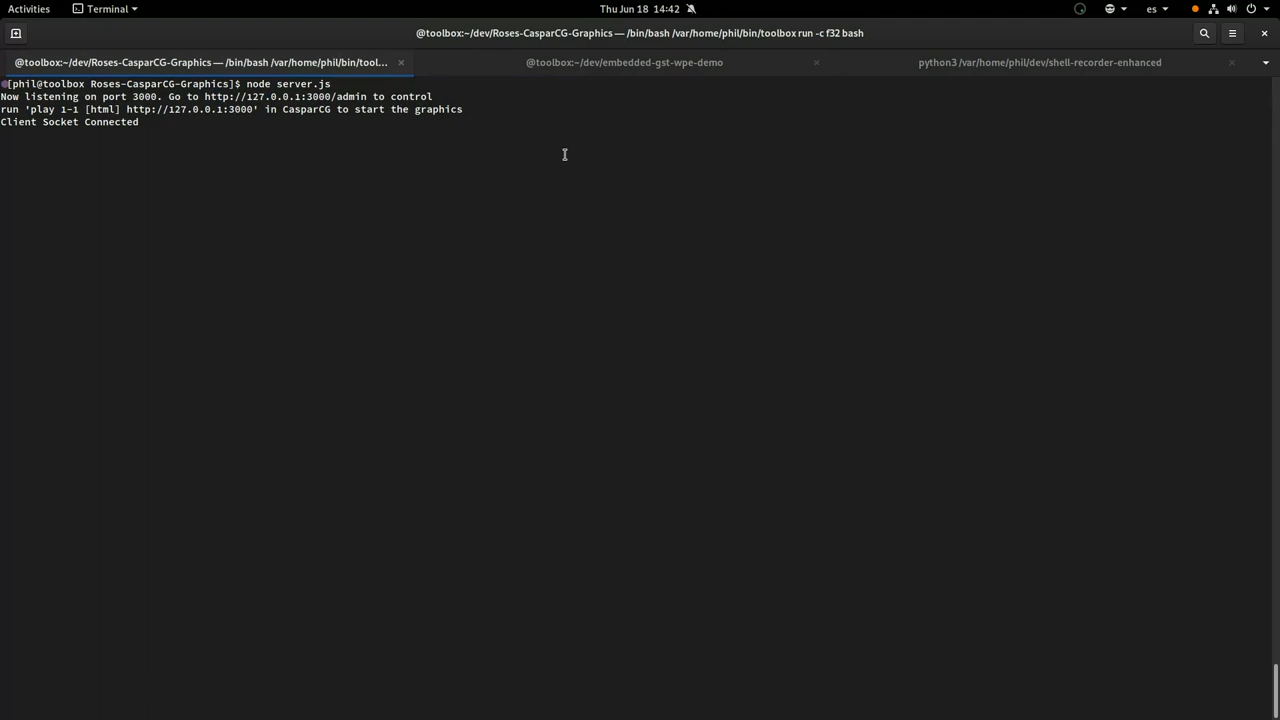 Activities Terminal Thu Jun 18 14:42 es
@toolbox:~/dev/Roses-CasparCG-Graphics — /bin/bash /var/home/phil/bin/toolbox run -c f32 bash
@toolbox:~/dev/Roses-CasparCG-Graphics — /bin/bash /var/home/phil/bin/tool... @toolbox:~/dev/embedded-gst-wpe-demo python3 /var/home/phil/dev/shell-recorder-enhanced
[phil@toolbox Roses-CasparCG-Graphics]$ node server.js
Now listening on port 3000. Go to http://127.0.0.1:3000/admin to control
run 'play 1-1 [html] http://127.0.0.1:3000' in CasparCG to start the graphics
Client Socket Connected